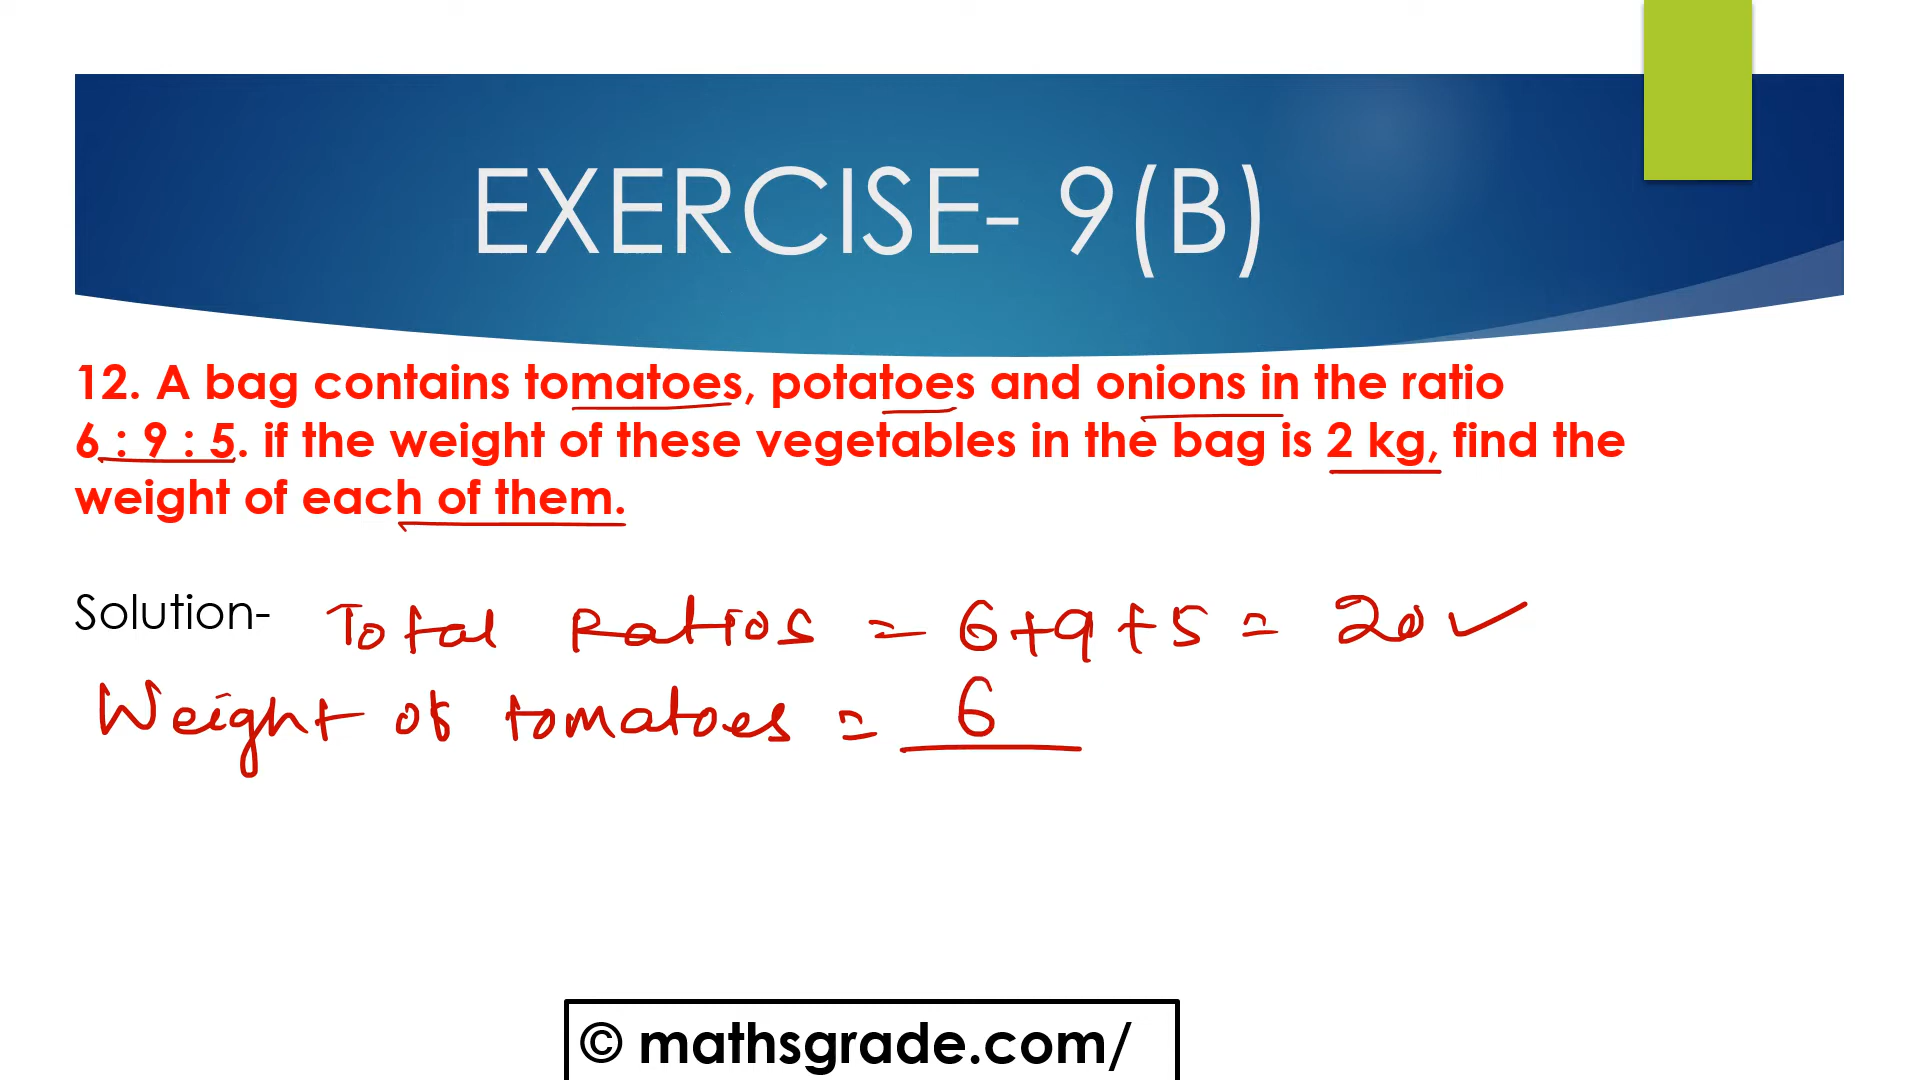 EXERCISE- 9(B)
12. A bag contains tomatoes, potatoes and onions in the ratio
6 : 9 : 5. if the weight of these vegetables in the bag is 2 kg, find the
weight of each of them.
Solution- Total Ratios = 6+9+5 = 20 ✓
Weight of tomatoes = 6
© mathsgrade.com/